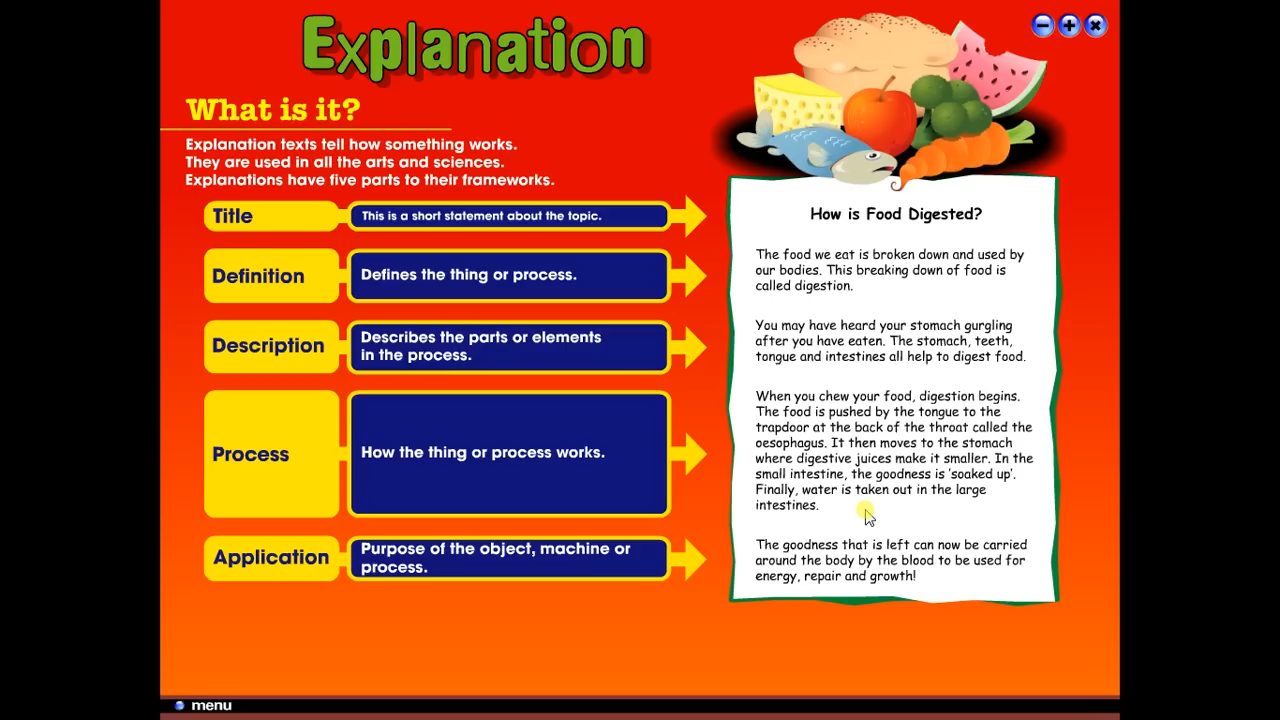 Explanation
What is it?
Explanation texts tell how something works.
They are used in all the arts and sciences.
Explanations have five parts to their frameworks.
Title
This is a short statement about the topic.
Definition
Defines the thing or process.
Description
Describes the parts or elements
in the process.
Process
How the thing or process works.
Application
Purpose of the object, machine or
process.
How is Food Digested?
The food we eat is broken down and used by
our bodies. This breaking down of food is
called digestion.
You may have heard your stomach gurgling
after you have eaten. The stomach, teeth,
tongue and intestines all help to digest food.
When you chew your food, digestion begins.
The food is pushed by the tongue to the
trapdoor at the back of the throat called the
oesophagus. It then moves to the stomach
where digestive juices make it smaller. In the
small intestine, the goodness is 'soaked up'.
Finally, water is taken out in the large
intestines.
The goodness that is left can now be carried
around the body by the blood to be used for
energy, repair and growth!
menu